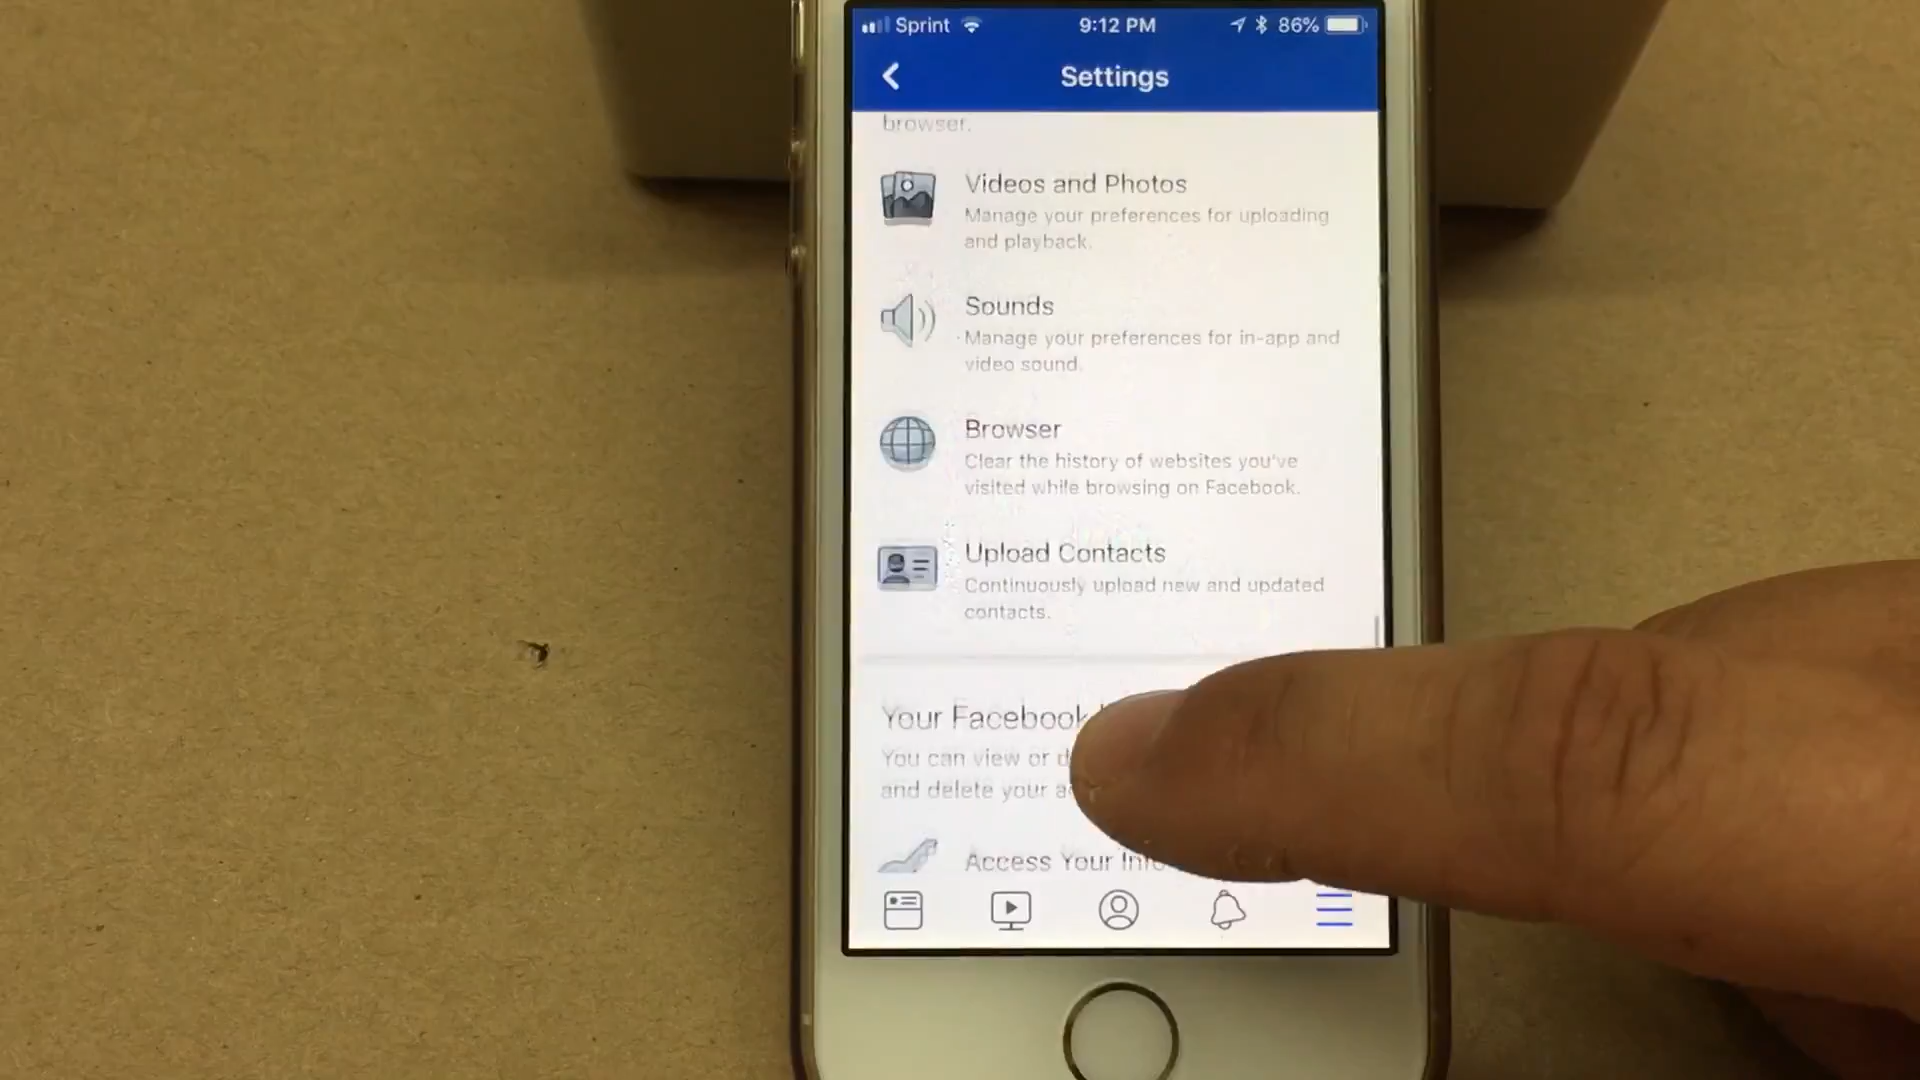 Sprint 9:12 PM 86%
Settings
browser.
Videos and Photos
Manage your preferences for uploading
and playback.
Sounds
Manage your preferences for in-app and
video sound.
Browser
Clear the history of websites you've
visited while browsing on Facebook.
Upload Contacts
Continuously upload new and updated
contacts.
Your Facebook
You can view or
and delete your
Access Your